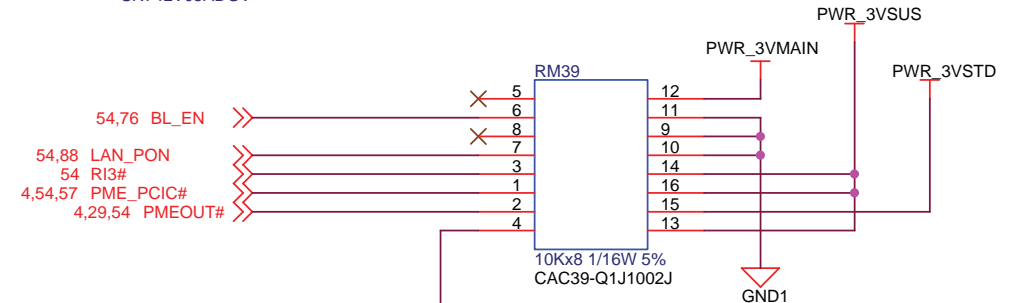 PWR_3VSUS
PWR_3VMAIN
PWR_3VSTD
RM39
5 12
54,76 BL_EN 6 11
8 9
54,88 LAN_PON 7 10
54 RI3# 3 14
4,54,57 PME_PCIC# 1 16
4,29,54 PMEOUT# 2 15
4 13
10Kx8 1/16W 5%
CAC39-Q1J1002J
GND1